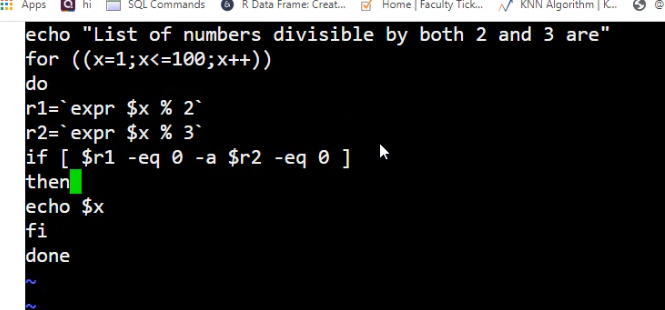 Apps hi SQL Commands R Data Frame: Creat... Home | Faculty Tick... KNN Algorithm | K... @
echo "List of numbers divisible by both 2 and 3 are"
for ((x=1;x<=100;x++))
do
r1=`expr $x % 2`
r2=`expr $x % 3`
if [ $r1 -eq 0 -a $r2 -eq 0 ]
then
echo $x
fi
done
~
~